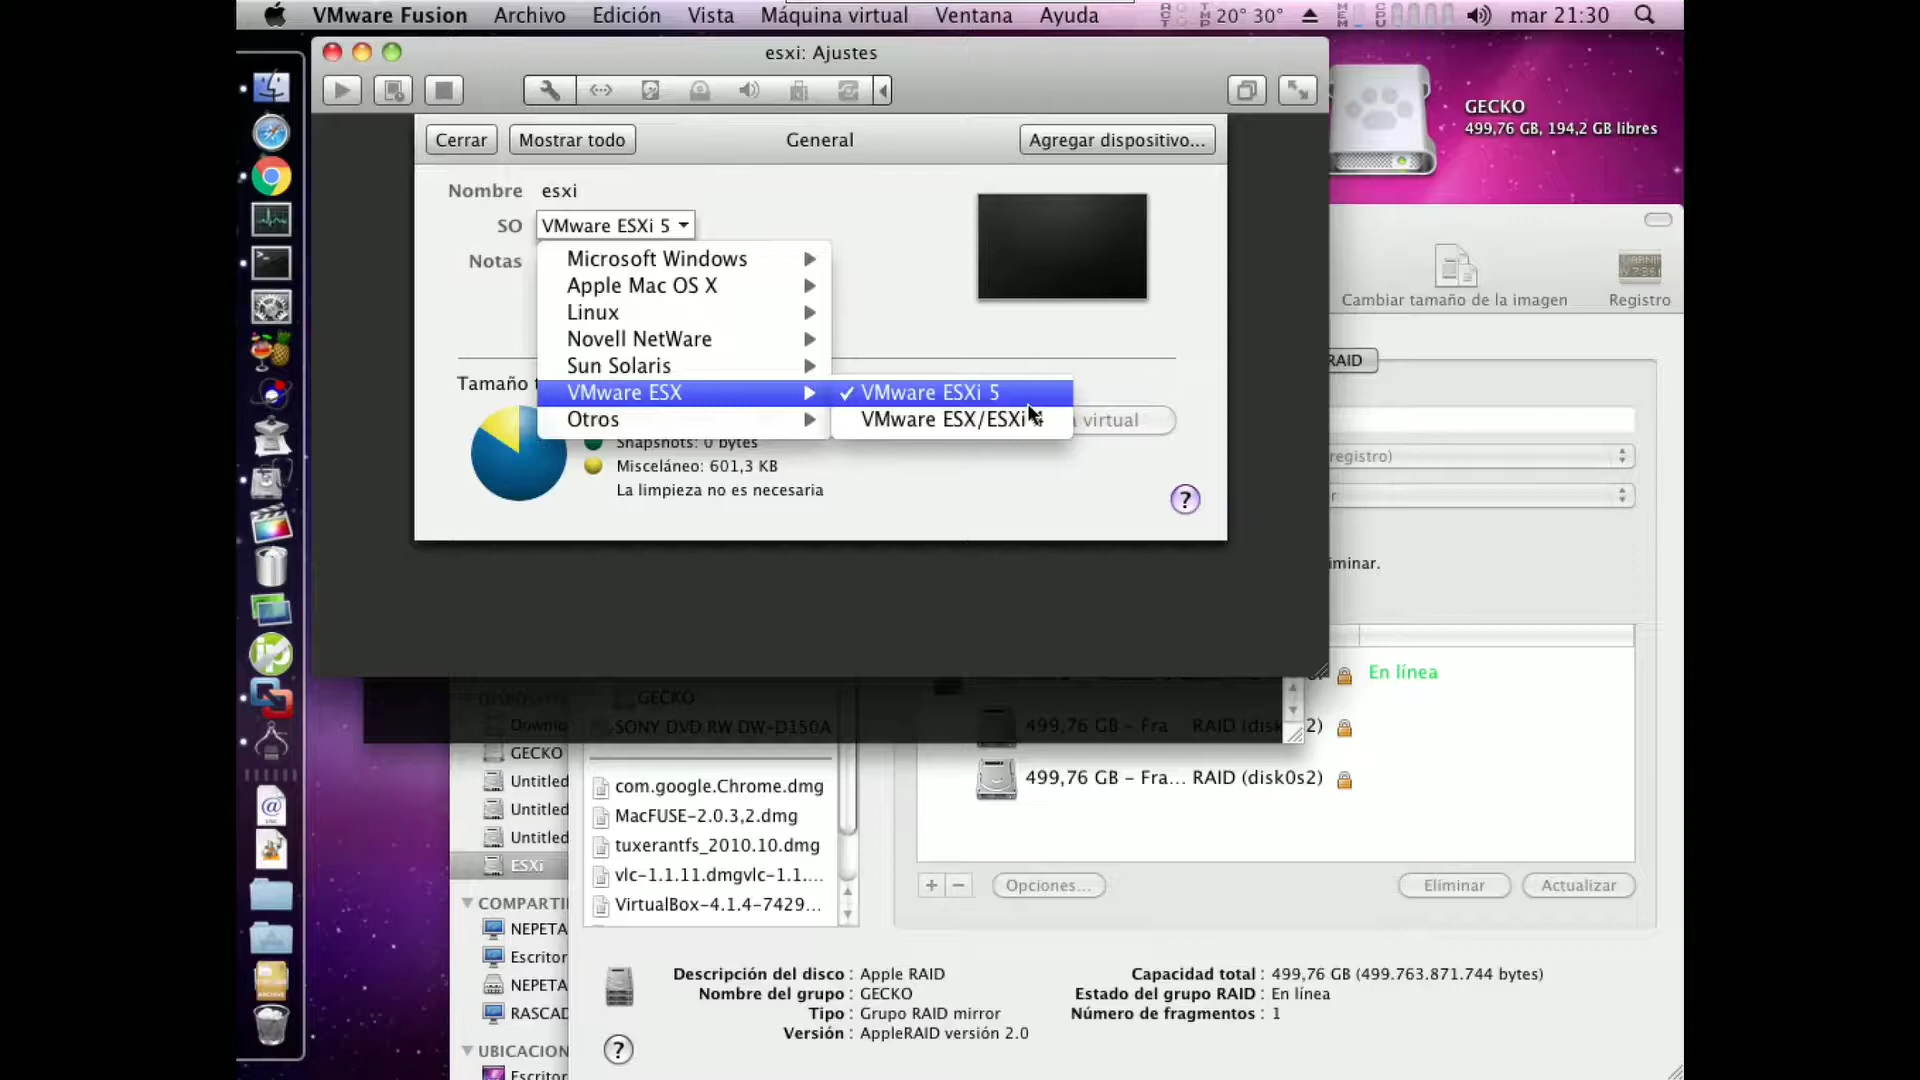 VMware Fusion Archivo Edición Vista Máquina virtual Ventana Ayuda 20° 30° mar 21:30
esxi: Ajustes
GECKO
499,76 GB, 194,2 GB libres
Cerrar Mostrar todo General Agregar dispositivo...
Nombre esxi
SO VMware ESXi 5
Notas
Microsoft Windows
Apple Mac OS X
Linux
Novell NetWare
Sun Solaris
VMware ESX
Otros
VMware ESXi 5
VMware ESX/ESXi 4
Tamaño
virtual
Snapshots: 0 bytes
Misceláneo: 601,3 KB
La limpieza no es necesaria
?
Cambiar tamaño de la imagen Registro
RAID
registro)
iminar.
En línea
GECKO
SONY DVD RW DW-D150A
499,76 GB – Fra RAID (disk 2)
499,76 GB – Fra... RAID (disk0s2)
Downlo
GECKO
Untitled
Untitled
Untitled
ESXi
COMPARTI
NEPETA
Escritor
NEPETA
RASCAD
UBICACION
Escritor
com.google.Chrome.dmg
MacFUSE-2.0.3,2.dmg
tuxerantfs_2010.10.dmg
vlc-1.1.11.dmgvlc-1.1....
VirtualBox-4.1.4-7429...
+ − Opciones... Eliminar Actualizar
Descripción del disco : Apple RAID
Nombre del grupo : GECKO
Tipo : Grupo RAID mirror
Versión : AppleRAID versión 2.0
Capacidad total : 499,76 GB (499.763.871.744 bytes)
Estado del grupo RAID : En línea
Número de fragmentos : 1
?